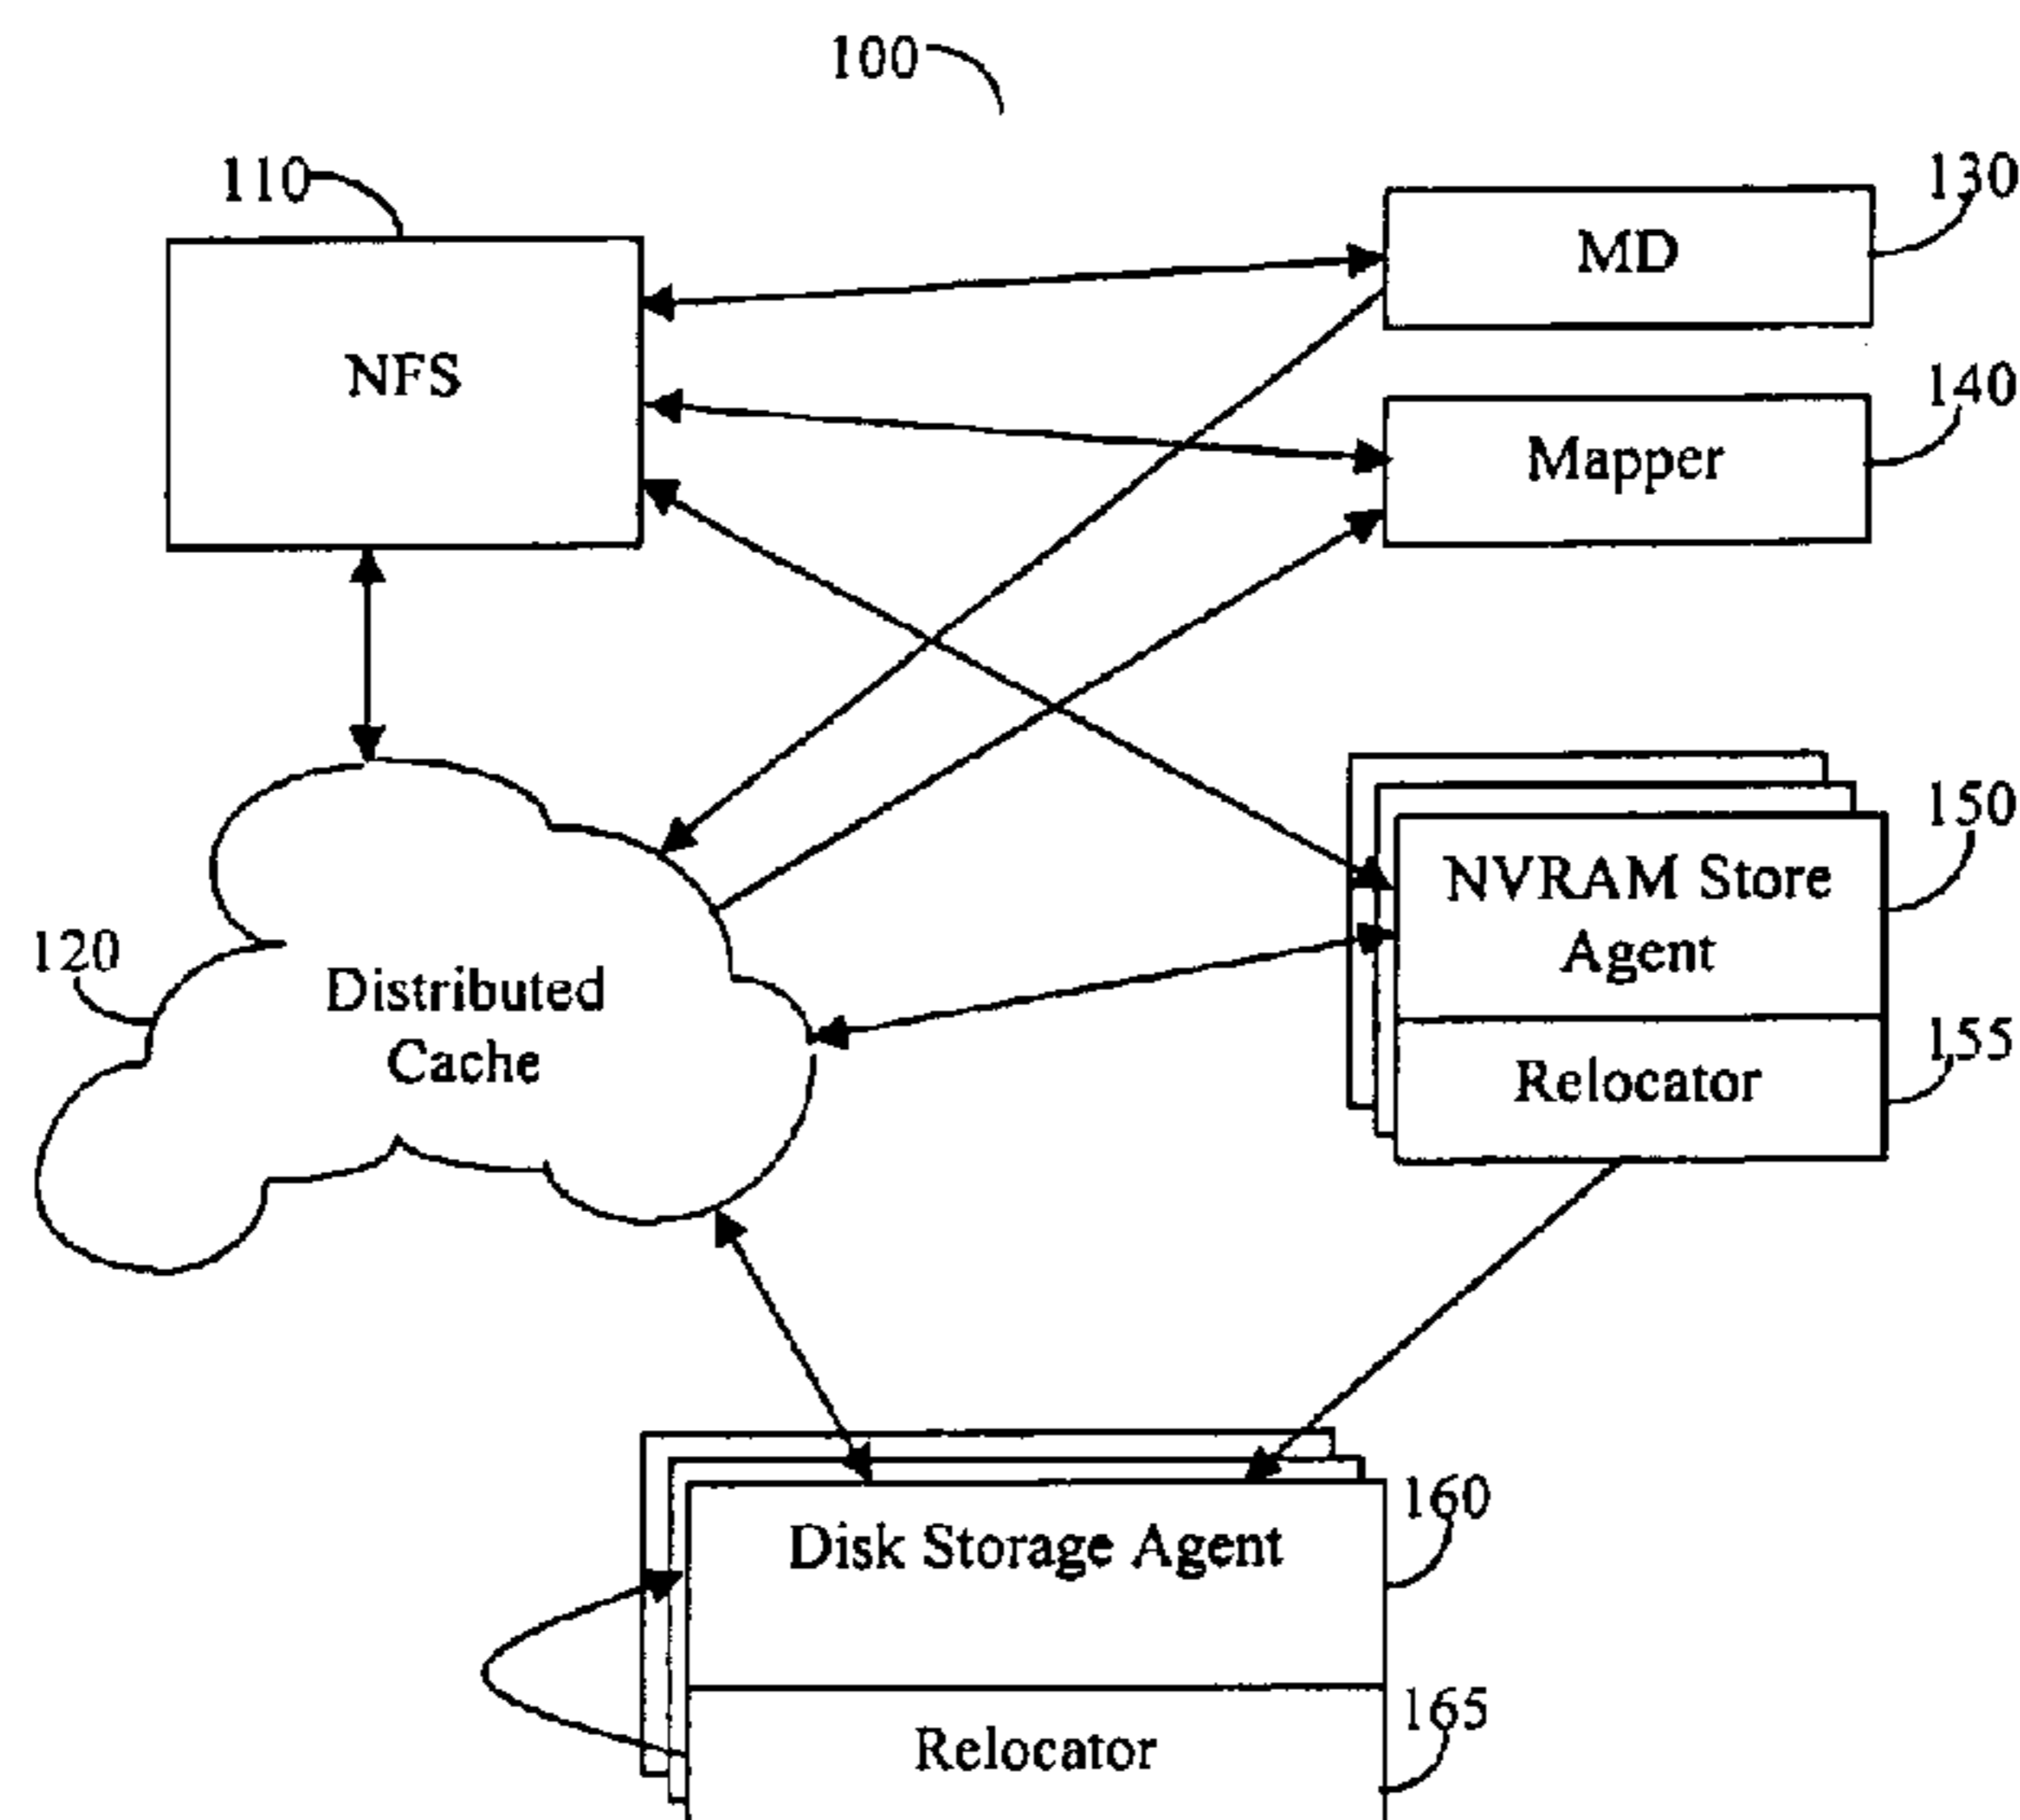 100
110
130
MD
NFS
140
Mapper
150
NVRAM Store
Agent
120
Distributed
Cache
155
Relocator
160
Disk Storage Agent
165
Relocator